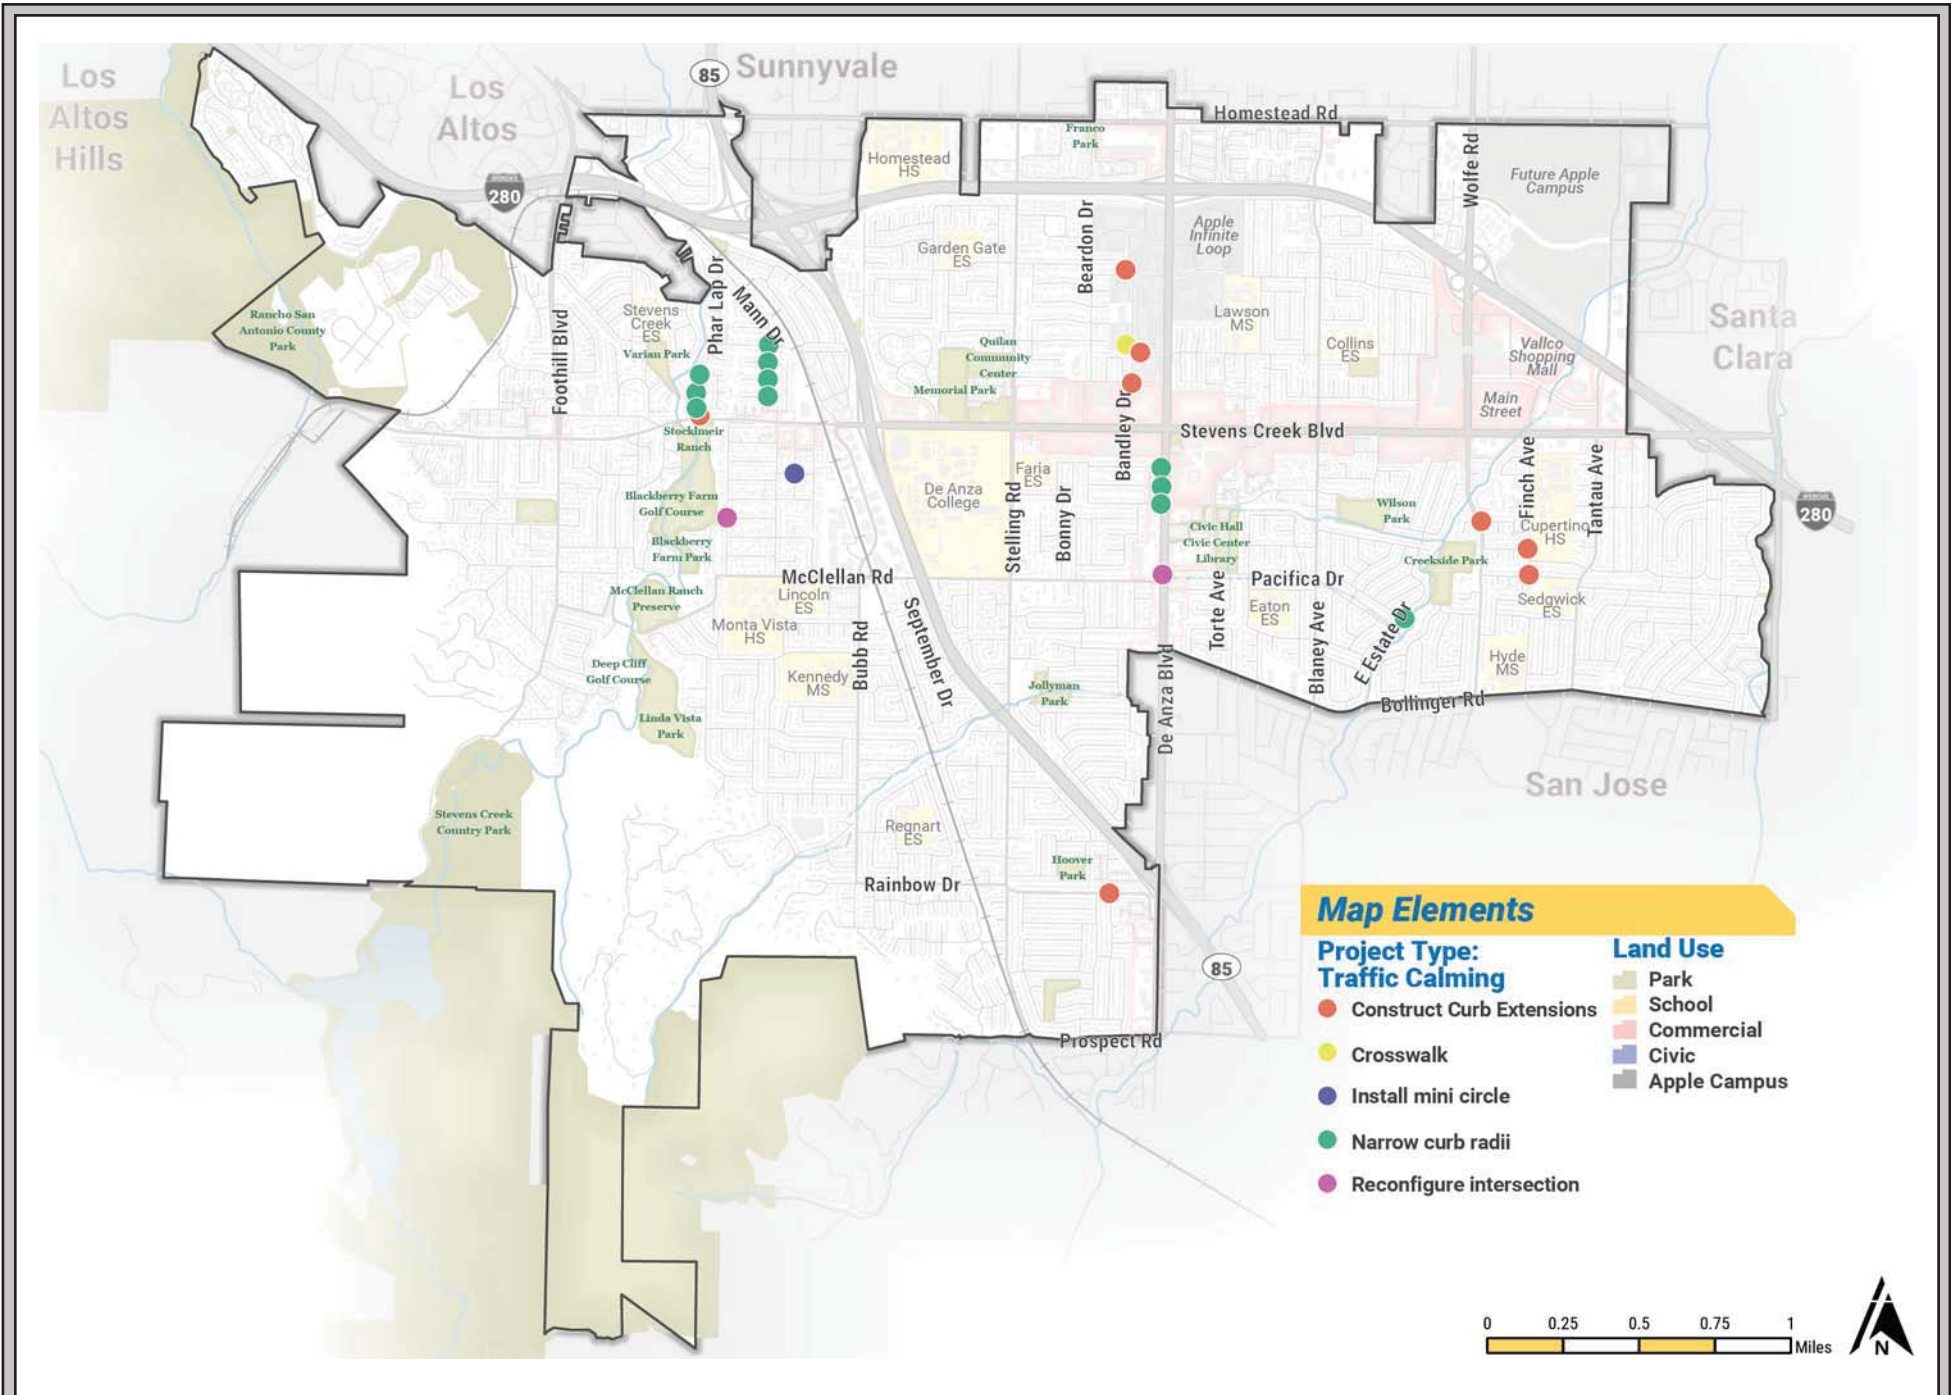 Los
Altos
Hills
Los
Altos
85
Sunnyvale
INTERSTATE
280
Homestead Rd
Franco
Park
Homestead
HS
Wolfe Rd
Future Apple
Campus
Apple
Infinite
Loop
Beardon Dr
Garden Gate
ES
Phar Lap Dr
Mann Dr
Stevens
Creek
ES
Varian Park
Rancho San
Antonio County
Park
Foothill Blvd
Quilan
Community
Center
Memorial Park
Lawson
MS
Collins
ES
Vallco
Shopping
Mall
Main
Street
Santa
Clara
Bandley Dr
Stevens Creek Blvd
Stocklmeir
Ranch
Blackberry Farm
Golf Course
Blackberry
Farm Park
De Anza
College
Faria
ES
Stelling Rd
Bonny Dr
Wilson
Park
Finch Ave
Tantau Ave
INTERSTATE
280
Civic Hall
Civic Center
Library
Cupertino
HS
Creekside Park
McClellan Rd
McClellan Ranch
Preserve
Lincoln
ES
Monta Vista
HS
Pacifica Dr
Torte Ave
Eaton
ES
Blaney Ave
E Estate Dr
Sedgwick
ES
Bubb Rd
September Dr
Deep Cliff
Golf Course
Kennedy
MS
Hyde
MS
Jollyman
Park
Linda Vista
Park
De Anza Blvd
Bollinger Rd
San Jose
Stevens Creek
Country Park
Regnart
ES
Hoover
Park
Rainbow Dr
85
Prospect Rd
Map Elements
Project Type:
Traffic Calming
Construct Curb Extensions
Crosswalk
Install mini circle
Narrow curb radii
Reconfigure intersection
Land Use
Park
School
Commercial
Civic
Apple Campus
0 0.25 0.5 0.75 1
Miles
N